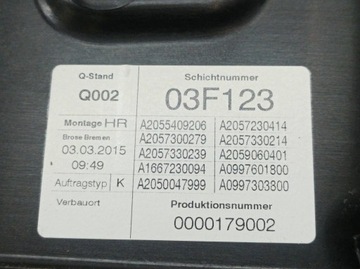 Q-Stand
Schichtnummer
Q002
03F123
Montage HR
A2055409206 A2057230414
Brose Bremen
A2057300279 A2057330214
03.03.2015
A2057330239 A2059060401
09:49
A1667230094 A0997601800
Auftragstyp K
A2050047999 A0997303800
Verbauort
Produktionsnummer
0000179002